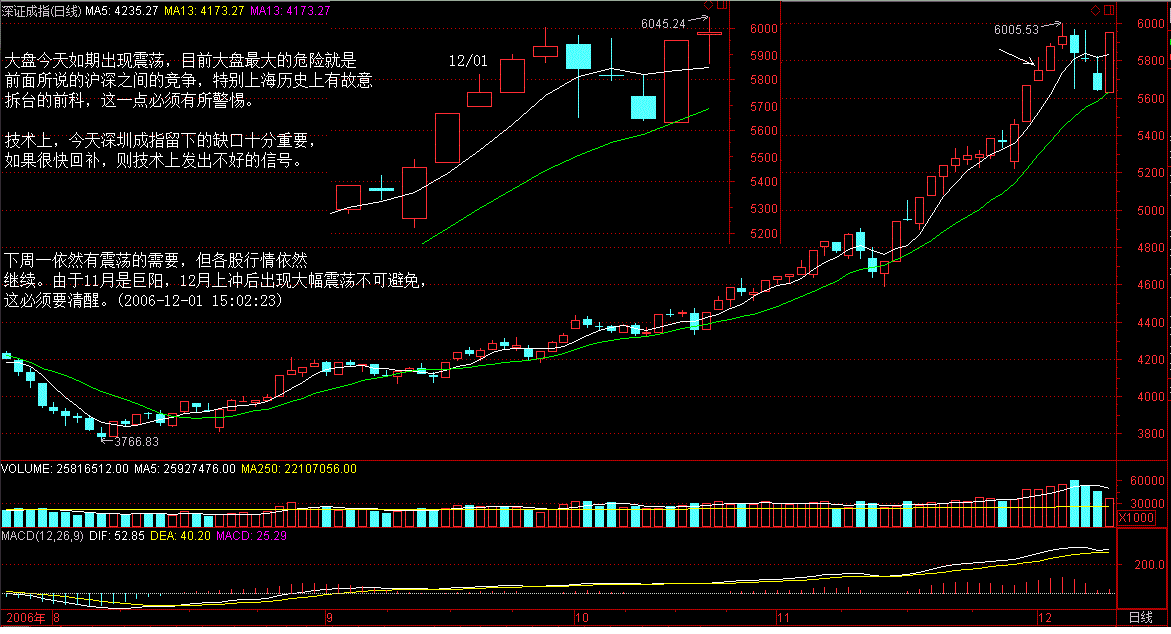 深证成指(日线) MA5: 4235.27 MA13: 4173.27 MA13: 4173.27
大盘今天如期出现震荡，目前大盘最大的危险就是
前面所说的沪深之间的竞争，特别上海历史上有故意
拆台的前科，这一点必须有所警惕。
技术上，今天深圳成指留下的缺口十分重要，
如果很快回补，则技术上发出不好的信号。
下周一依然有震荡的需要，但各股行情依然
继续。由于11月是巨阳，12月上冲后出现大幅震荡不可避免，
这必须要清醒。(2006-12-01 15:02:23)
12/01
6045.24
6000
5900
5800
5700
5600
5500
5400
5300
5200
6005.53
3766.83
6000
5800
5600
5400
5200
5000
4800
4600
4400
4200
4000
3800
VOLUME: 25816512.00 MA5: 25927476.00 MA250: 22107056.00
60000
30000
X1000
MACD(12,26,9) DIF: 52.85 DEA: 40.20 MACD: 25.29
200.0
2006年 8 9 10 11 12 日线